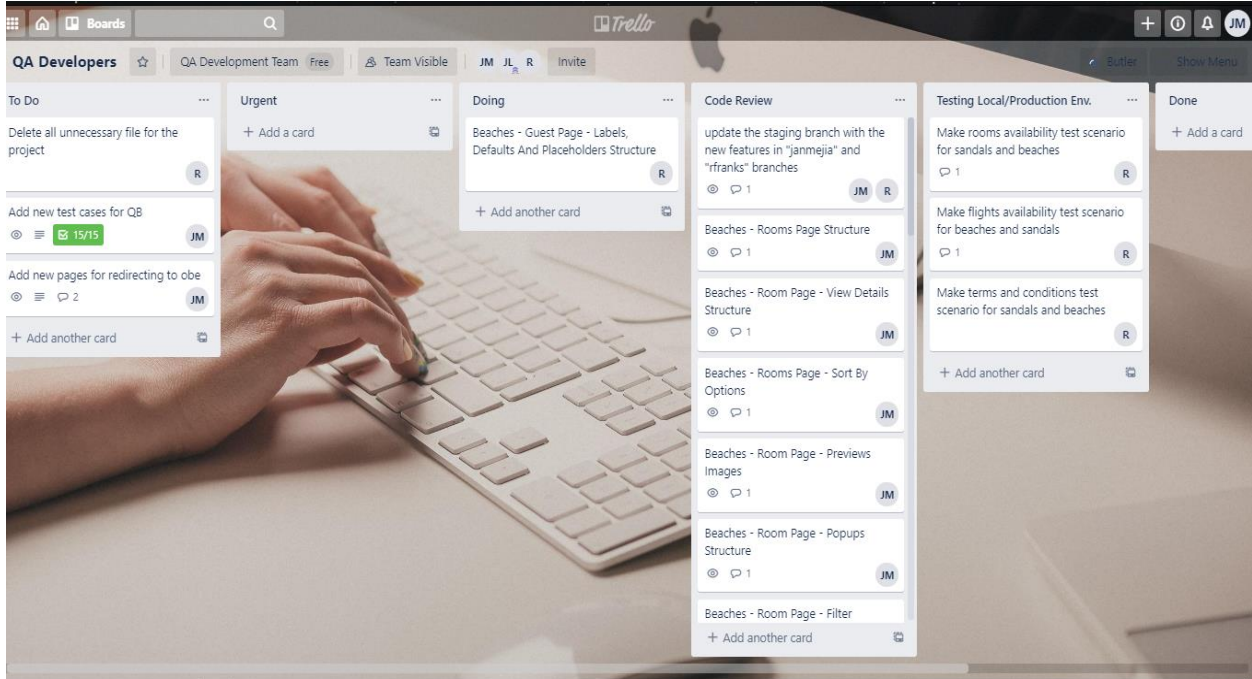 Boards
Trello
JM
QA Developers
QA Development Team Free
Team Visible
JM JL R
Invite
Butler
Show Menu
To Do
Delete all unnecessary file for the
project
R
Add new test cases for QB
15/15
JM
Add new pages for redirecting to obe
2
JM
+ Add another card
Urgent
+ Add a card
Doing
Beaches - Guest Page - Labels,
Defaults And Placeholders Structure
R
+ Add another card
Code Review
update the staging branch with the
new features in "janmejia" and
"rfranks" branches
1
JM R
Beaches - Rooms Page Structure
1
JM
Beaches - Room Page - View Details
Structure
1
JM
Beaches - Rooms Page - Sort By
Options
1
JM
Beaches - Room Page - Previews
Images
1
JM
Beaches - Room Page - Popups
Structure
1
JM
Beaches - Room Page - Filter
+ Add another card
Testing Local/Production Env.
Make rooms availability test scenario
for sandals and beaches
1
R
Make flights availability test scenario
for beaches and sandals
1
R
Make terms and conditions test
scenario for sandals and beaches
R
+ Add another card
Done
+ Add a card